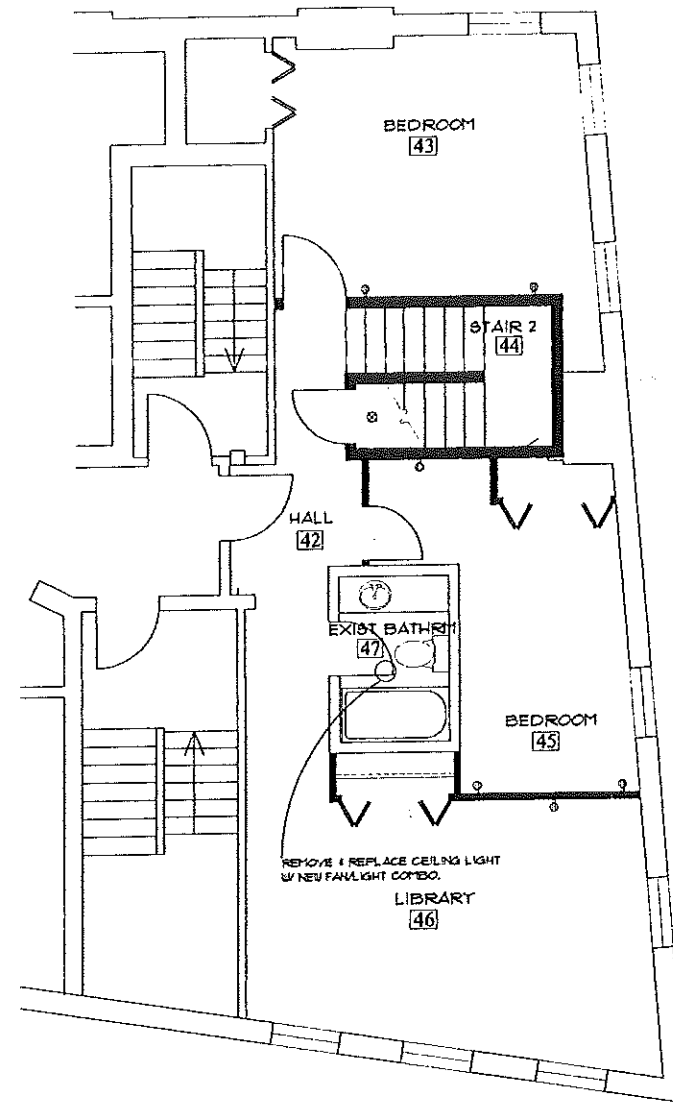 BEDROOM
43
STAIR 2
44
HALL
42
EXIST BATHRM
47
BEDROOM
45
REMOVE & REPLACE CEILING LIGHT
W/ NEW FAN/LIGHT COMBO.
LIBRARY
46